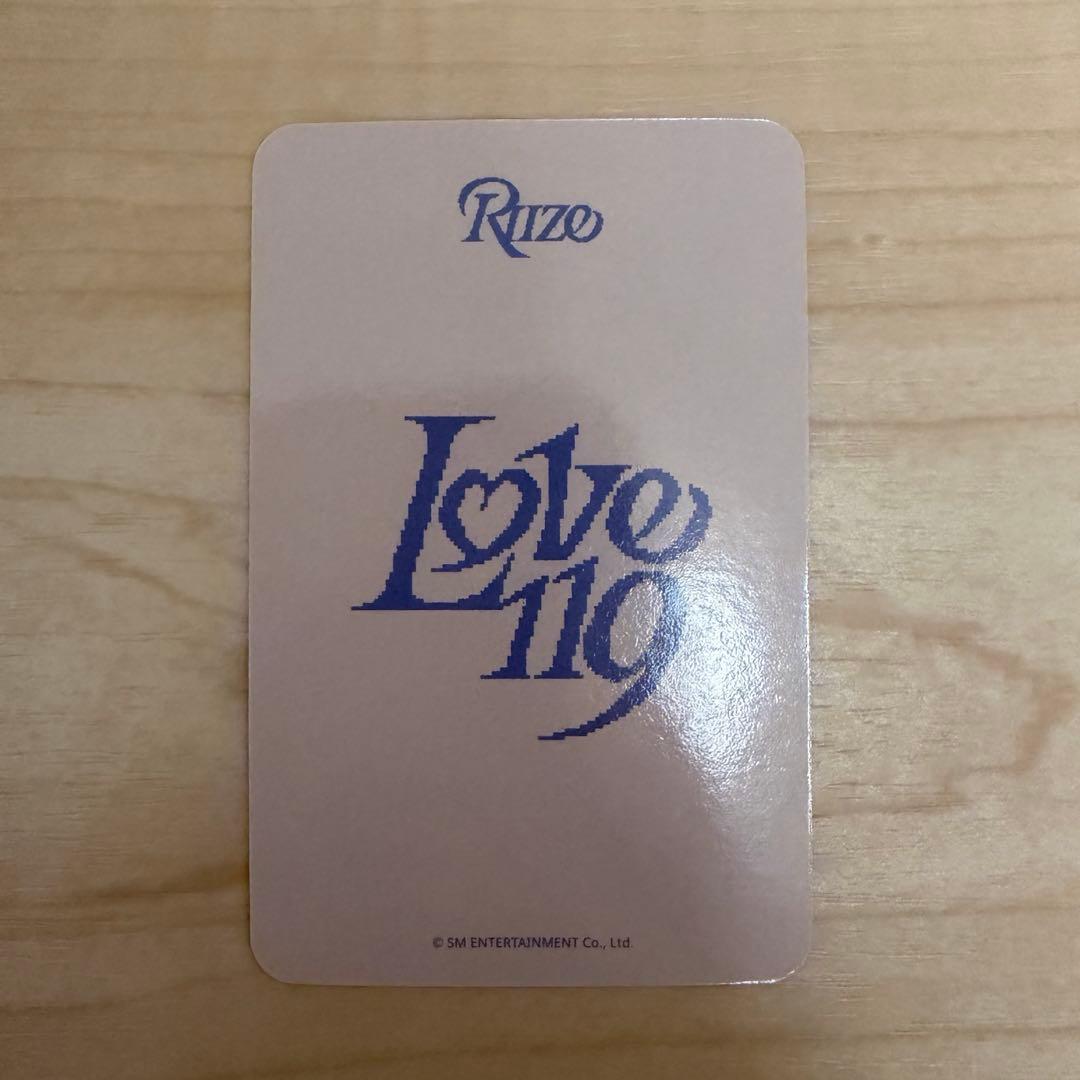 RIIZE
Love
119
© SM ENTERTAINMENT Co., Ltd.